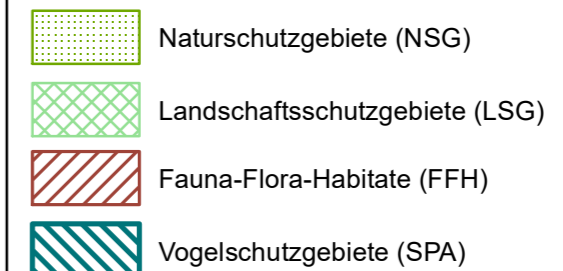 Naturschutzgebiete (NSG)
Landschaftsschutzgebiete (LSG)
Fauna-Flora-Habitate (FFH)
Vogelschutzgebiete (SPA)